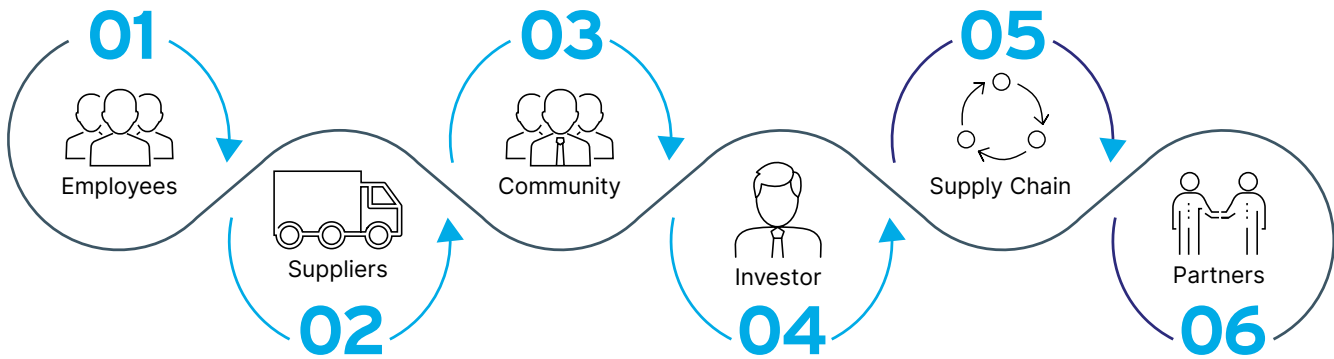 01
Employees
Suppliers
02
03
Community
Investor
04
05
Supply Chain
Partners
06